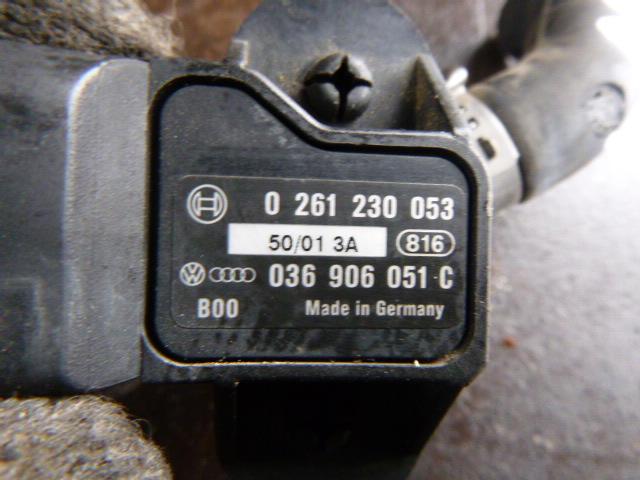 0 261 230 053
50/01 3A 816
036 906 051 C
B00 Made in Germany